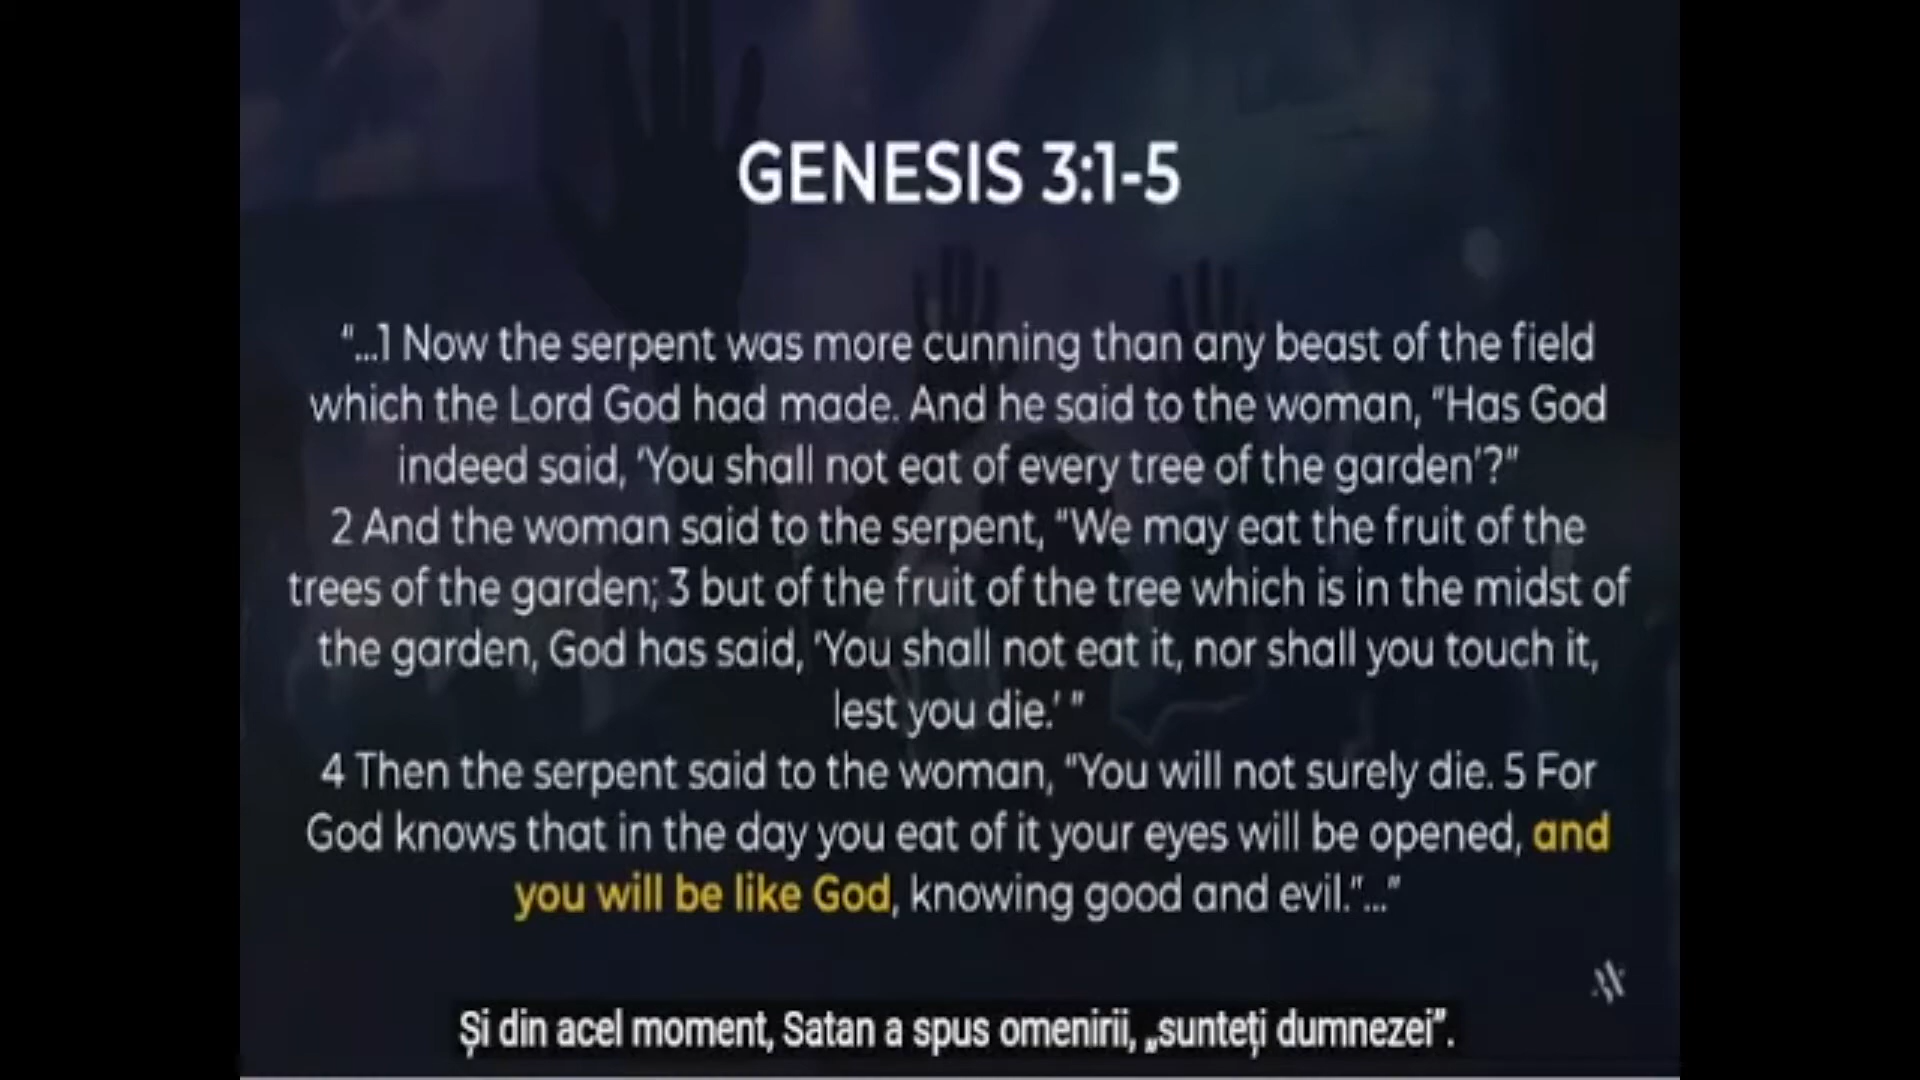 GENESIS 3:1-5
"...1 Now the serpent was more cunning than any beast of the field
which the Lord God had made. And he said to the woman, "Has God
indeed said, 'You shall not eat of every tree of the garden'?"
2 And the woman said to the serpent, "We may eat the fruit of the
trees of the garden; 3 but of the fruit of the tree which is in the midst of
the garden, God has said, 'You shall not eat it, nor shall you touch it,
lest you die.' "
4 Then the serpent said to the woman, "You will not surely die. 5 For
God knows that in the day you eat of it your eyes will be opened, and
you will be like God, knowing good and evil."..."
Și din acel moment, Satan a spus omenirii, „sunteți dumnezei”.